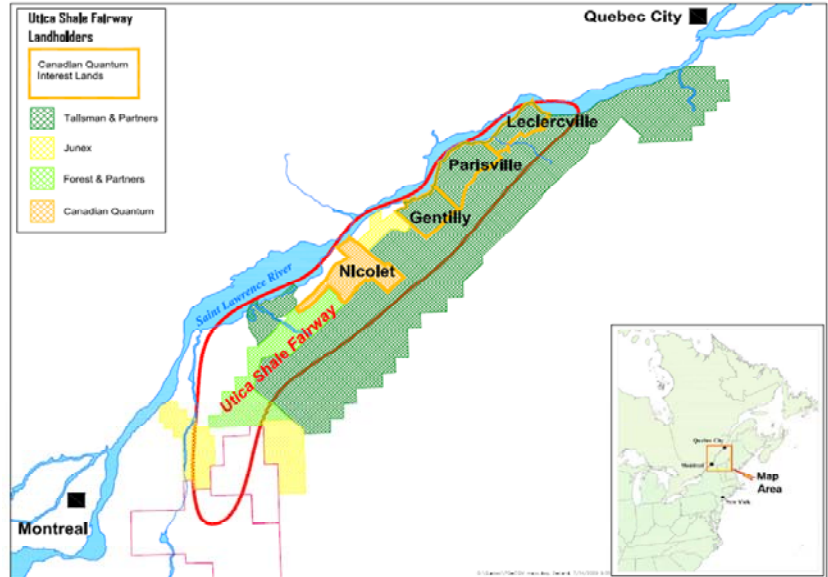 Utica Shale Fairway
Landholders
Canadian Quantum
Interest Lands
Tallsman & Partners
Junex
Forest & Partners
Canadian Quantum
Quebec City
Leclercville
Parisville
Gentilly
Nicolet
Saint Lawrence River
Utica Shale Fairway
Montreal
Quebec City
Montreal
New York
Map
Area